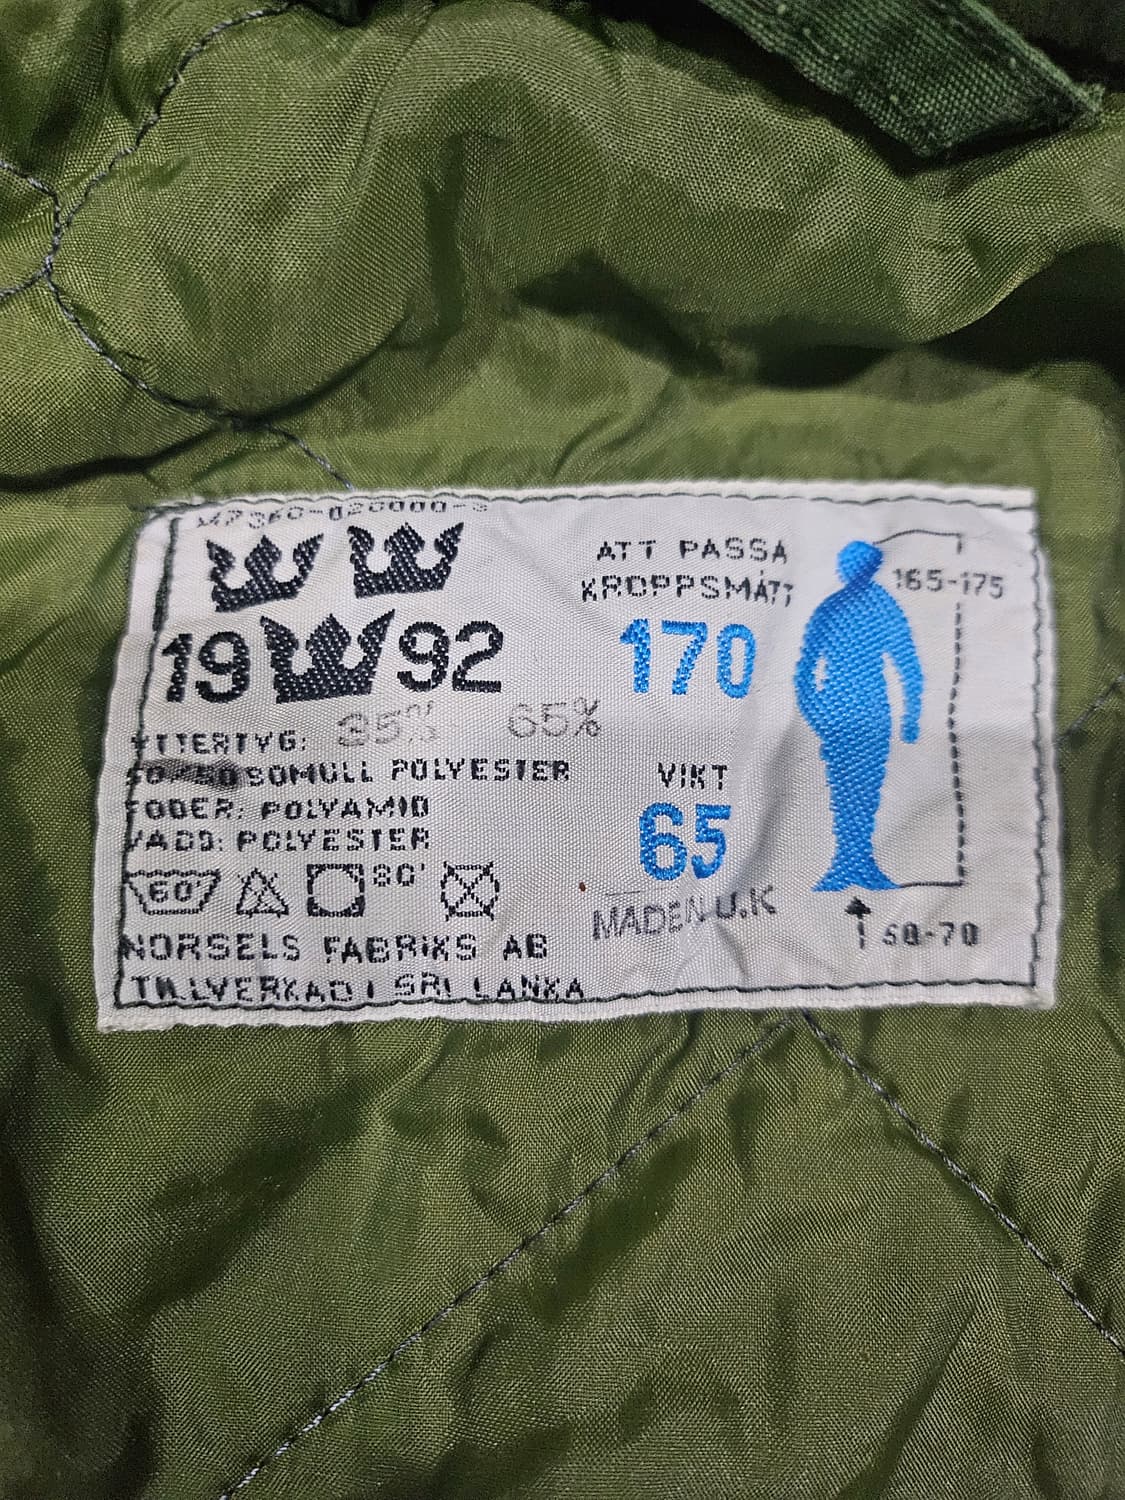 M7360-020000-3
19 92
YTTERTYG: 35% 65%
50/50 BOMULL POLYESTER
FODER: POLYAMID
VADD: POLYESTER
60° 80°
NORSELS FABRIKS AB
TILLVERKAD I SRI LANKA
ATT PASSA
KROPPSMÅTT
170
VIKT
65
MADE N U.K
165-175
60-70